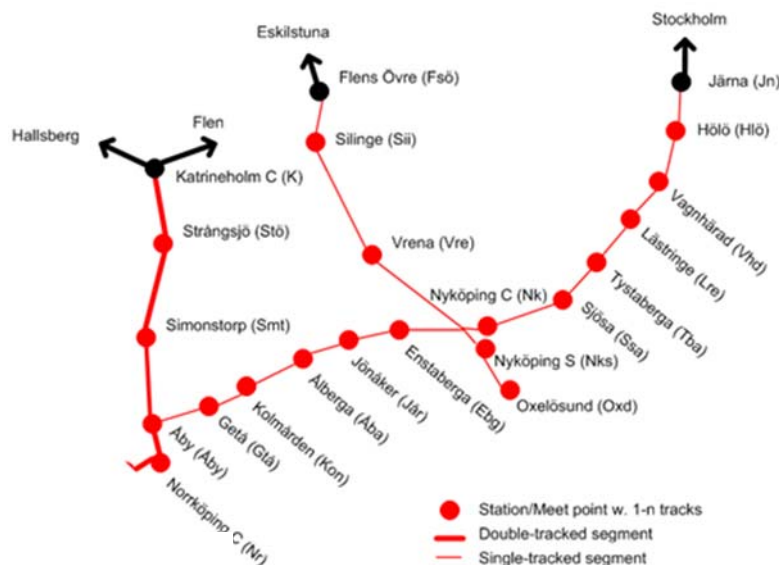 Stockholm
Eskilstuna
Flens Övre (Fsö)
Järna (Jn)
Hallsberg
Flen
Hölö (Hlö)
Silinge (Sii)
Katrineholm C (K)
Vagnhärad (Vhd)
Strångsjö (Stö)
Vrena (Vre)
Lästringe (Lre)
Tystaberga (Tba)
Nyköping C (Nk)
Sjösa (Ssa)
Simonstorp (Smt)
Nyköping S (Nks)
Enstaberga (Ebg)
Jönåker (Jår)
Ålberga (Åba)
Oxelösund (Oxd)
Kolmården (Kon)
Getå (Gtå)
Åby (Åby)
Norrköping C (Nr)
Station/Meet point w. 1-n tracks
Double-tracked segment
Single-tracked segment